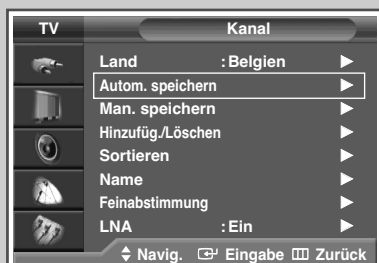 TV Kanal
Land : Belgien
Autom. speichern
Man. speichern
Hinzufüg./Löschen
Sortieren
Name
Feinabstimmung
LNA : Ein
Navig. Eingabe Zurück